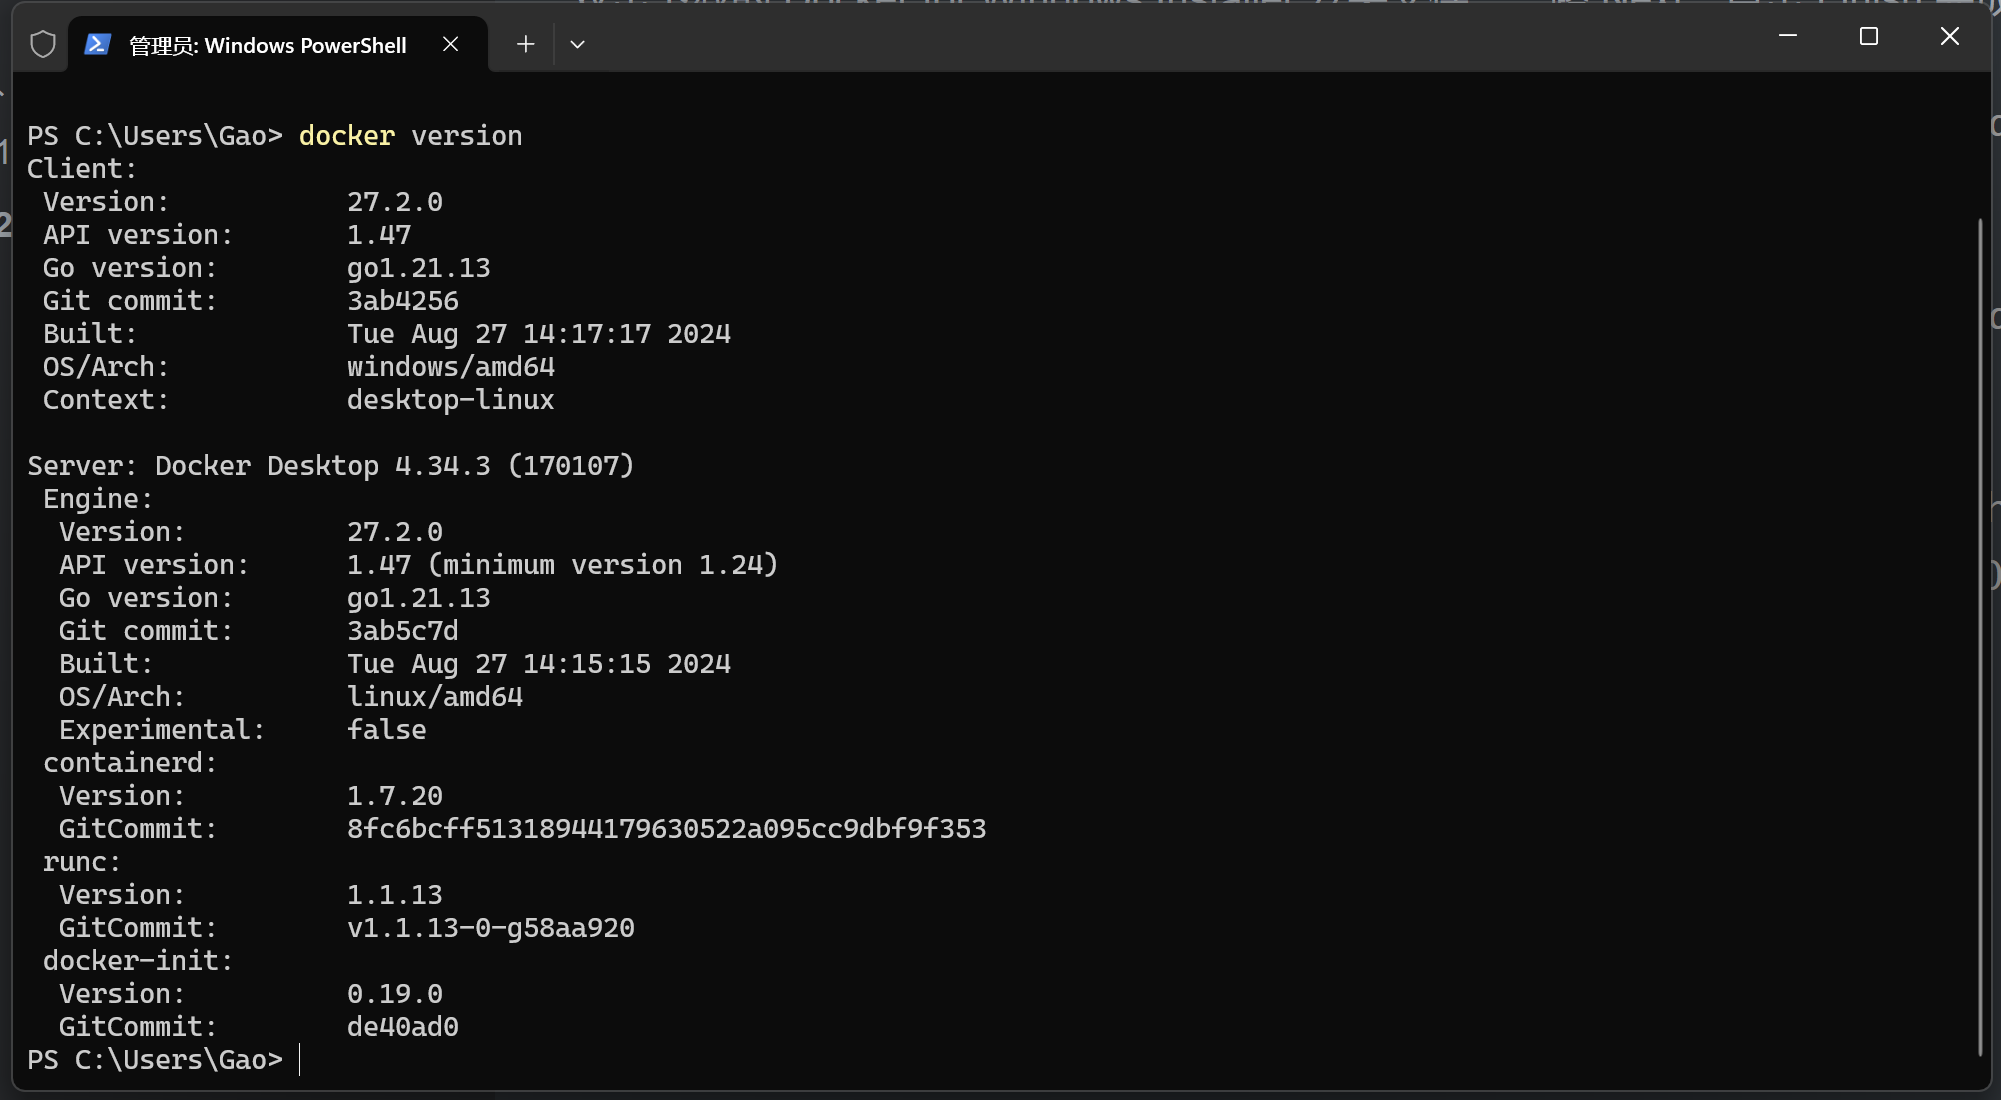 管理员: Windows PowerShell
PS C:\Users\Gao> docker version
Client:
Version: 27.2.0
API version: 1.47
Go version: go1.21.13
Git commit: 3ab4256
Built: Tue Aug 27 14:17:17 2024
OS/Arch: windows/amd64
Context: desktop-linux
Server: Docker Desktop 4.34.3 (170107)
Engine:
Version: 27.2.0
API version: 1.47 (minimum version 1.24)
Go version: go1.21.13
Git commit: 3ab5c7d
Built: Tue Aug 27 14:15:15 2024
OS/Arch: linux/amd64
Experimental: false
containerd:
Version: 1.7.20
GitCommit: 8fc6bcff51318944179630522a095cc9dbf9f353
runc:
Version: 1.1.13
GitCommit: v1.1.13-0-g58aa920
docker-init:
Version: 0.19.0
GitCommit: de40ad0
PS C:\Users\Gao>